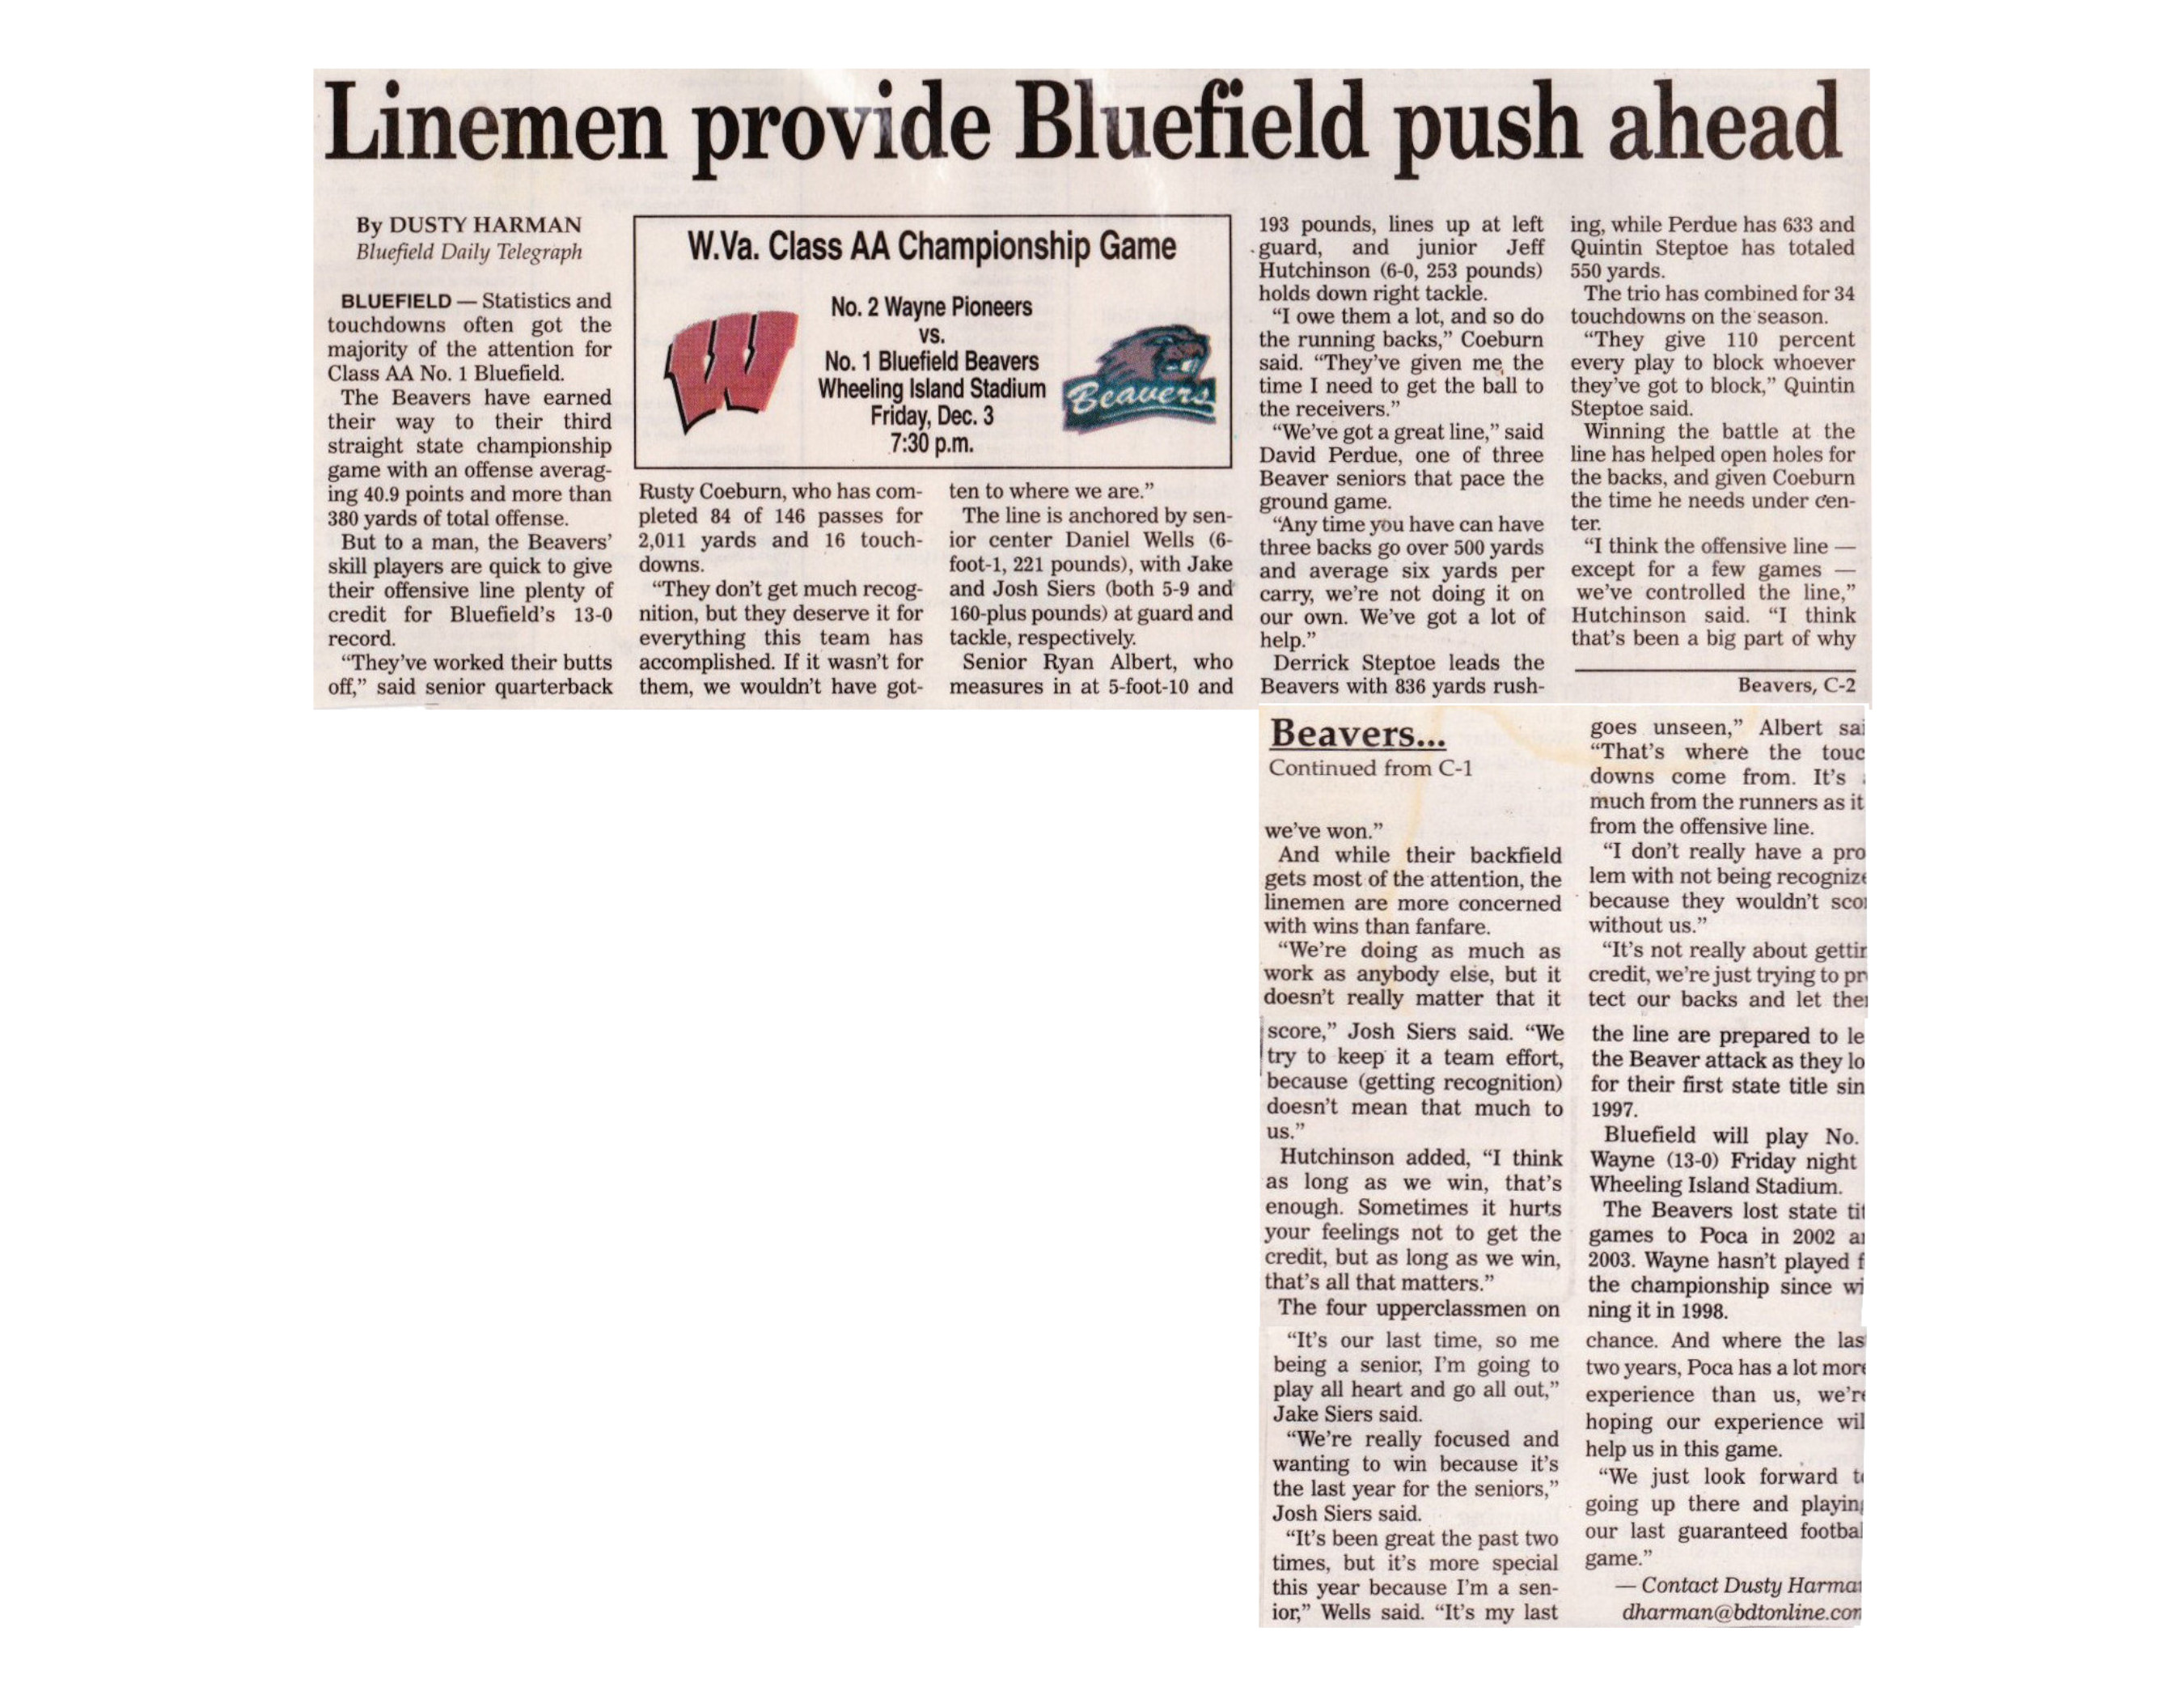 Linemen provide Bluefield push ahead
By DUSTY HARMAN
Bluefield Daily Telegraph
BLUEFIELD — Statistics and
touchdowns often got the
majority of the attention for
Class AA No. 1 Bluefield.
The Beavers have earned
their way to their third
straight state championship
game with an offense averag-
ing 40.9 points and more than
380 yards of total offense.
But to a man, the Beavers'
skill players are quick to give
their offensive line plenty of
credit for Bluefield's 13-0
record.
“They've worked their butts
off,” said senior quarterback
W.Va. Class AA Championship Game
W
No. 2 Wayne Pioneers
vs.
No. 1 Bluefield Beavers
Wheeling Island Stadium
Friday, Dec. 3
7:30 p.m.
Beavers
Rusty Coeburn, who has com-
pleted 84 of 146 passes for
2,011 yards and 16 touch-
downs.
“They don't get much recog-
nition, but they deserve it for
everything this team has
accomplished. If it wasn't for
them, we wouldn't have got-
ten to where we are.”
The line is anchored by sen-
ior center Daniel Wells (6-
foot-1, 221 pounds), with Jake
and Josh Siers (both 5-9 and
160-plus pounds) at guard and
tackle, respectively.
Senior Ryan Albert, who
measures in at 5-foot-10 and
193 pounds, lines up at left
guard, and junior Jeff
Hutchinson (6-0, 253 pounds)
holds down right tackle.
“I owe them a lot, and so do
the running backs,” Coeburn
said. “They've given me the
time I need to get the ball to
the receivers.”
“We've got a great line,” said
David Perdue, one of three
Beaver seniors that pace the
ground game.
“Any time you have can have
three backs go over 500 yards
and average six yards per
carry, we're not doing it on
our own. We've got a lot of
help.”
Derrick Steptoe leads the
Beavers with 836 yards rush-
ing, while Perdue has 633 and
Quintin Steptoe has totaled
550 yards.
The trio has combined for 34
touchdowns on the season.
“They give 110 percent
every play to block whoever
they've got to block,” Quintin
Steptoe said.
Winning the battle at the
line has helped open holes for
the backs, and given Coeburn
the time he needs under cen-
ter.
“I think the offensive line —
except for a few games —
we've controlled the line,”
Hutchinson said. “I think
that's been a big part of why
Beavers, C-2
Beavers...
Continued from C-1
we've won.”
And while their backfield
gets most of the attention, the
linemen are more concerned
with wins than fanfare.
“We're doing as much as
work as anybody else, but it
doesn't really matter that it
goes unseen,” Albert sai
“That's where the touc
downs come from. It's
much from the runners as it
from the offensive line.
“I don't really have a pro
lem with not being recognize
because they wouldn't scor
without us.”
“It's not really about gettin
credit, we're just trying to pr
tect our backs and let the
score,” Josh Siers said. “We
try to keep it a team effort,
because (getting recognition)
doesn't mean that much to
us.”
Hutchinson added, “I think
as long as we win, that's
enough. Sometimes it hurts
your feelings not to get the
credit, but as long as we win,
that's all that matters.”
The four upperclassmen on
the line are prepared to le
the Beaver attack as they lo
for their first state title sin
1997.
Bluefield will play No.
Wayne (13-0) Friday night
Wheeling Island Stadium.
The Beavers lost state tit
games to Poca in 2002 a
2003. Wayne hasn't played f
the championship since wi
ning it in 1998.
“It's our last time, so me
being a senior, I'm going to
play all heart and go all out,”
Jake Siers said.
“We're really focused and
wanting to win because it's
the last year for the seniors,”
Josh Siers said.
“It's been great the past two
times, but it's more special
this year because I'm a sen-
ior,” Wells said. “It's my last
chance. And where the las
two years, Poca has a lot more
experience than us, we're
hoping our experience wil
help us in this game.
“We just look forward to
going up there and playing
our last guaranteed footbal
game.”
— Contact Dusty Harma
dharman@bdtonline.com